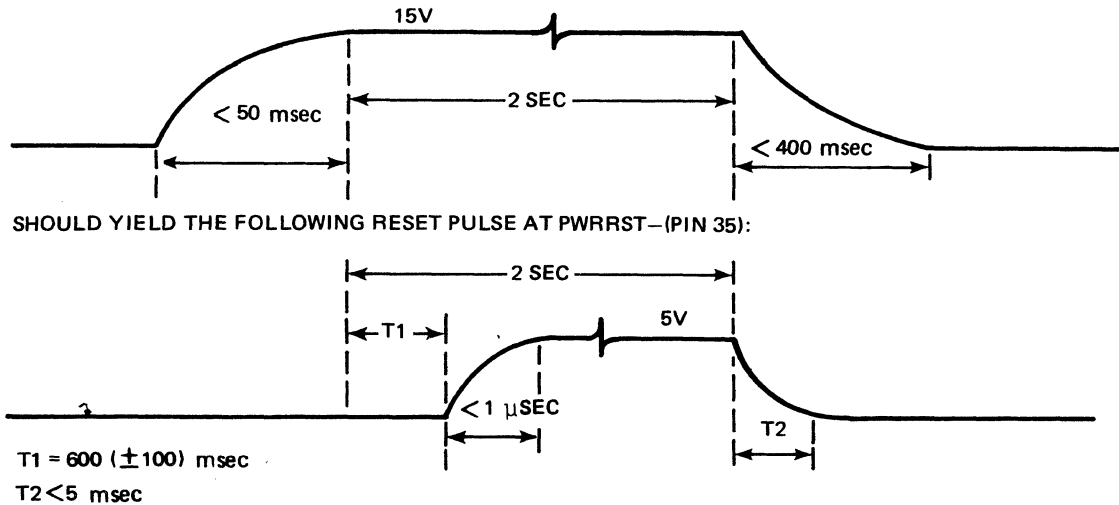 15V
2 SEC
< 50 msec
< 400 msec
SHOULD YIELD THE FOLLOWING RESET PULSE AT PWRRST—(PIN 35):
2 SEC
T1
5V
< 1 μSEC
T2
T1 = 600 (±100) msec
T2<5 msec